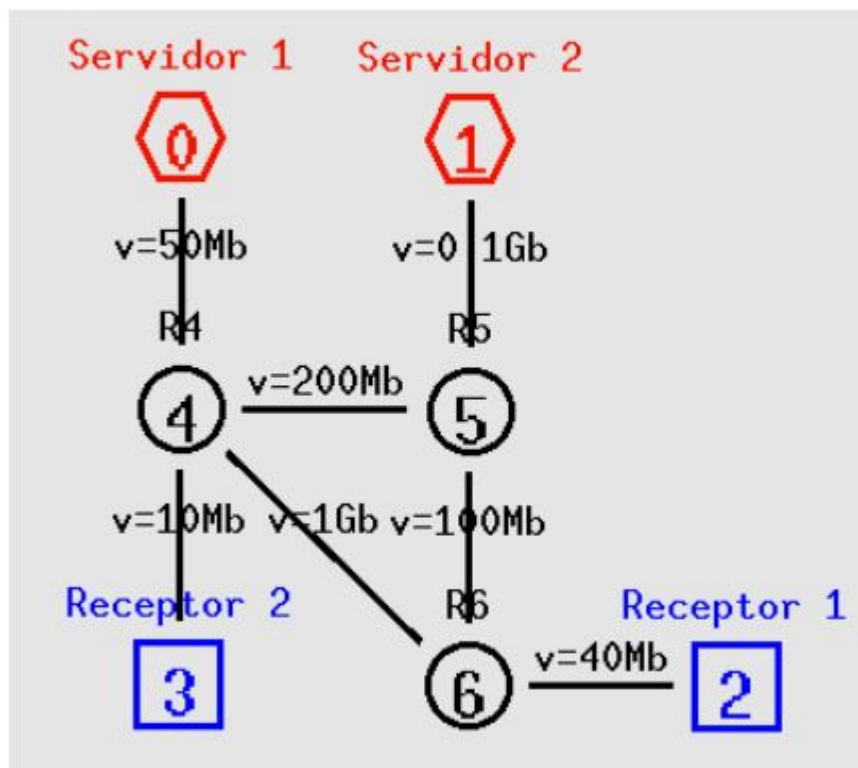 Servidor 1 Servidor 2
0 1
v=50Mb v=0.1Gb
R4 R5
v=200Mb
4 5
v=10Mb v=1Gb v=100Mb
Receptor 2 R6 Receptor 1
v=40Mb
3 6 2